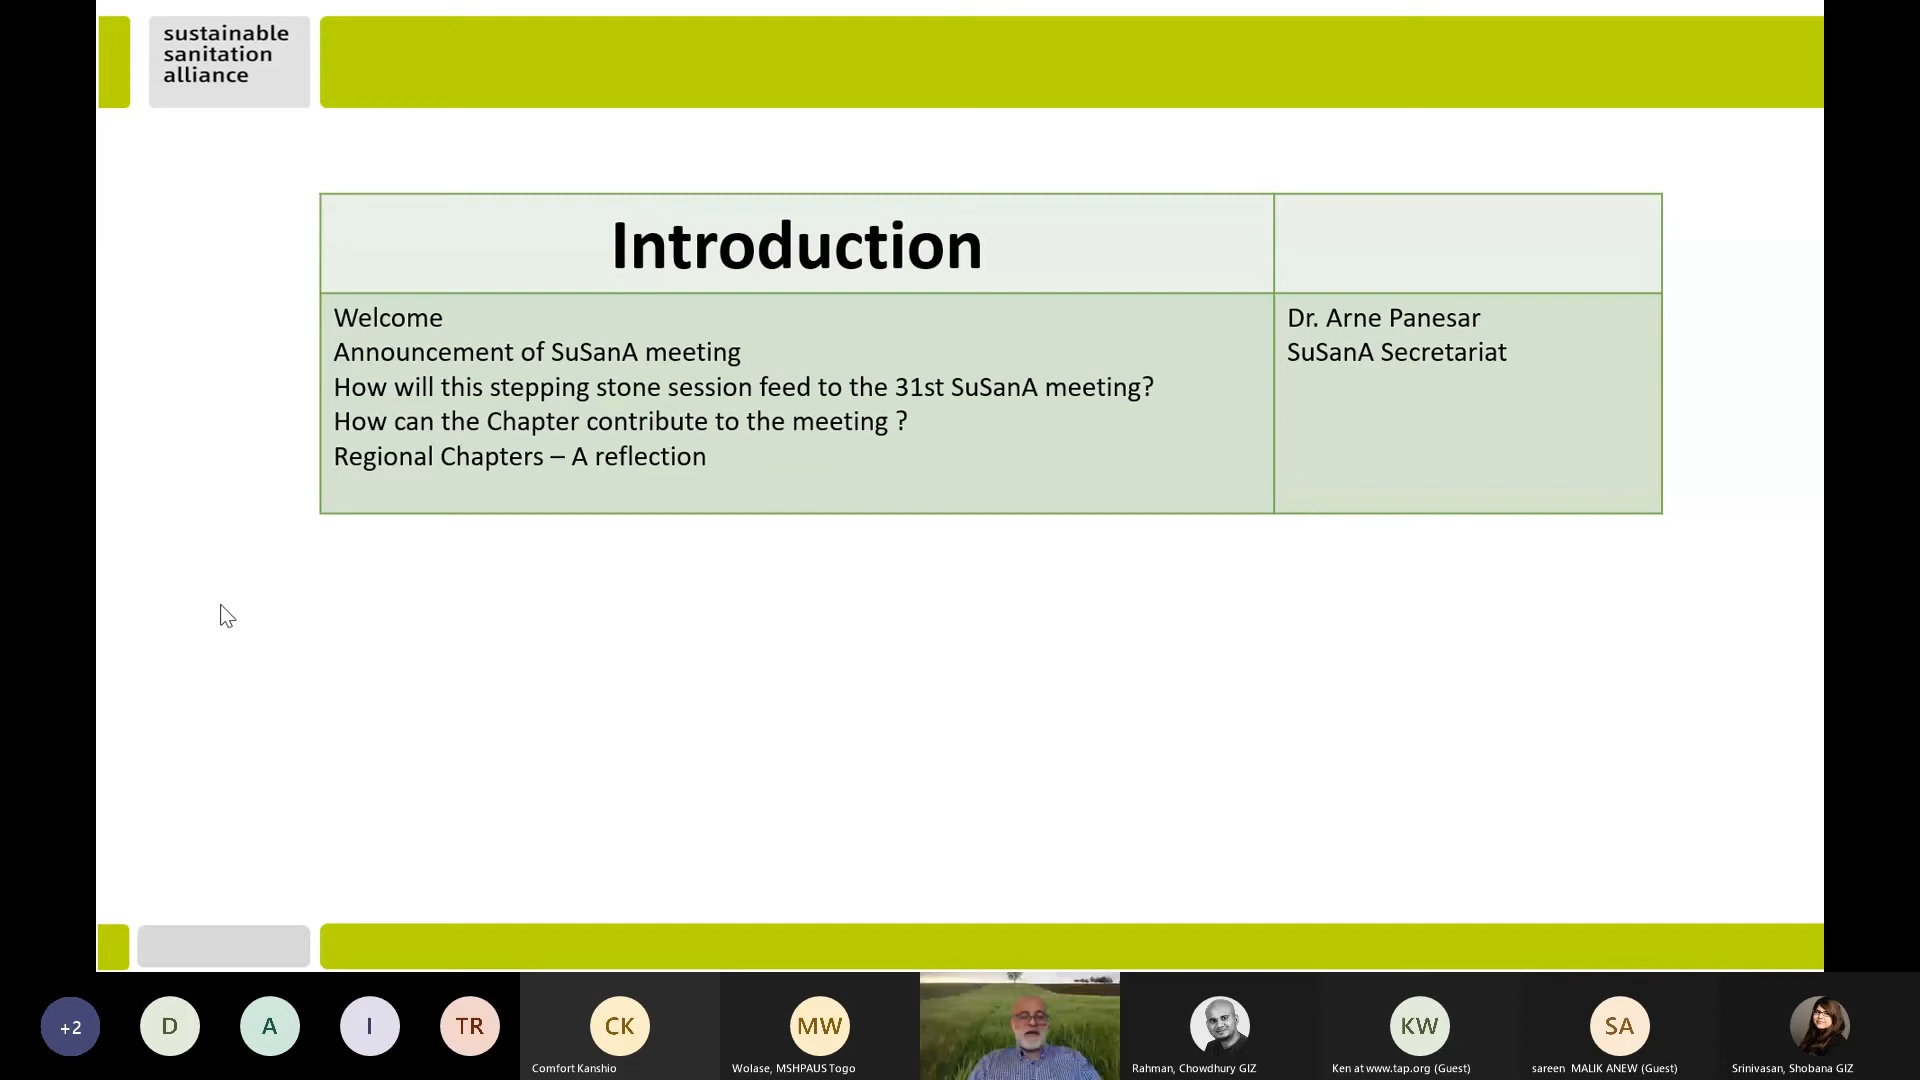 sustainable
sanitation
alliance
Introduction
Welcome
Announcement of SuSanA meeting
How will this stepping stone session feed to the 31st SuSanA meeting?
How can the Chapter contribute to the meeting ?
Regional Chapters – A reflection
Dr. Arne Panesar
SuSanA Secretariat
+2
D
A
I
TR
CK
MW
KW
SA
Comfort Kanshio
Wolase, MSHPAUS Togo
Rahman, Chowdhury GIZ
Ken at www.tap.org (Guest)
sareen MALIK ANEW (Guest)
Srinivasan, Shobana GIZ